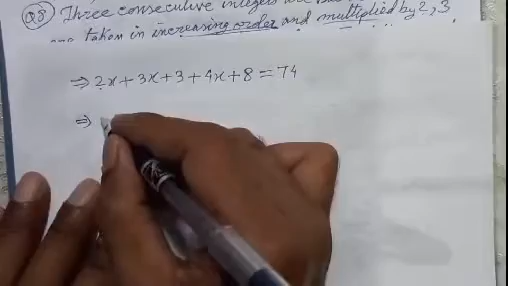 Q8) Three consecutive integers are
taken in increasing order and multiplied by 2, 3
⇒ 2x + 3x + 3 + 4x + 8 = 74
⇒